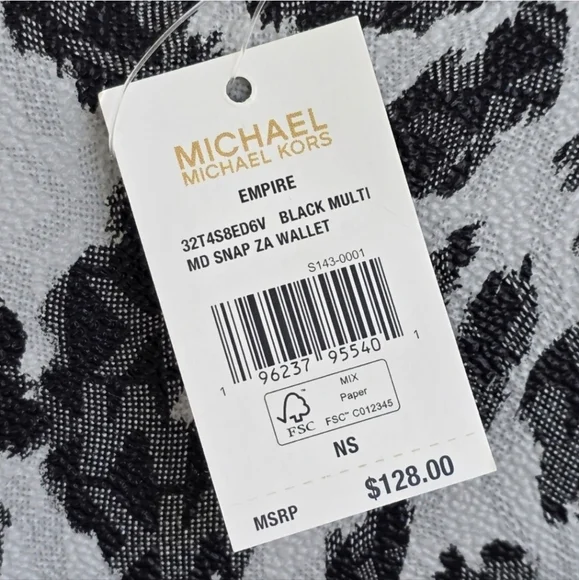 MICHAEL
MICHAEL KORS
EMPIRE
32T4S8ED6V BLACK MULTI
MD SNAP ZA WALLET
S143-0001
1 96237 95540 1
MIX
Paper
FSC™ C012345
FSC
NS
MSRP $128.00